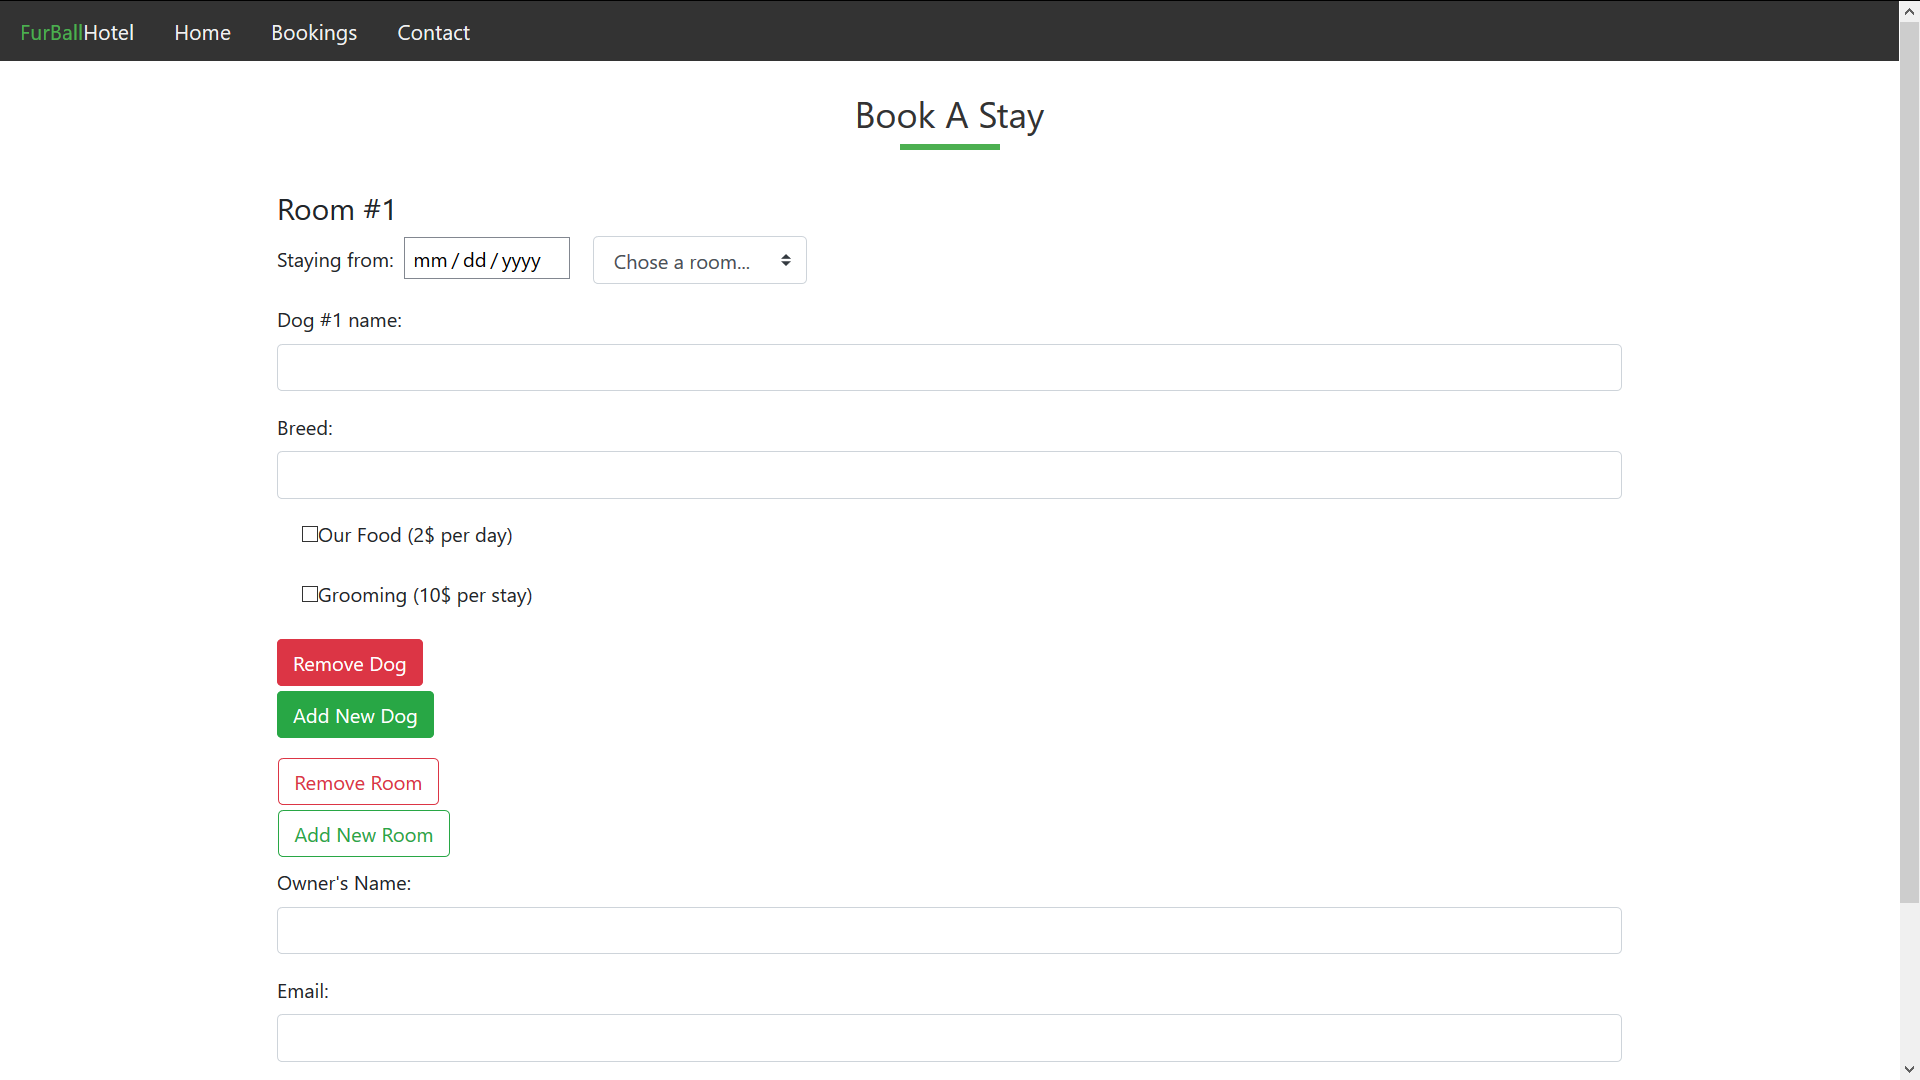 FurBallHotel Home Bookings Contact
Book A Stay
Room #1
Staying from: mm/dd/yyyy Chose a room...
Dog #1 name:
Breed:
Our Food (2$ per day)
Grooming (10$ per stay)
Remove Dog
Add New Dog
Remove Room
Add New Room
Owner's Name:
Email: